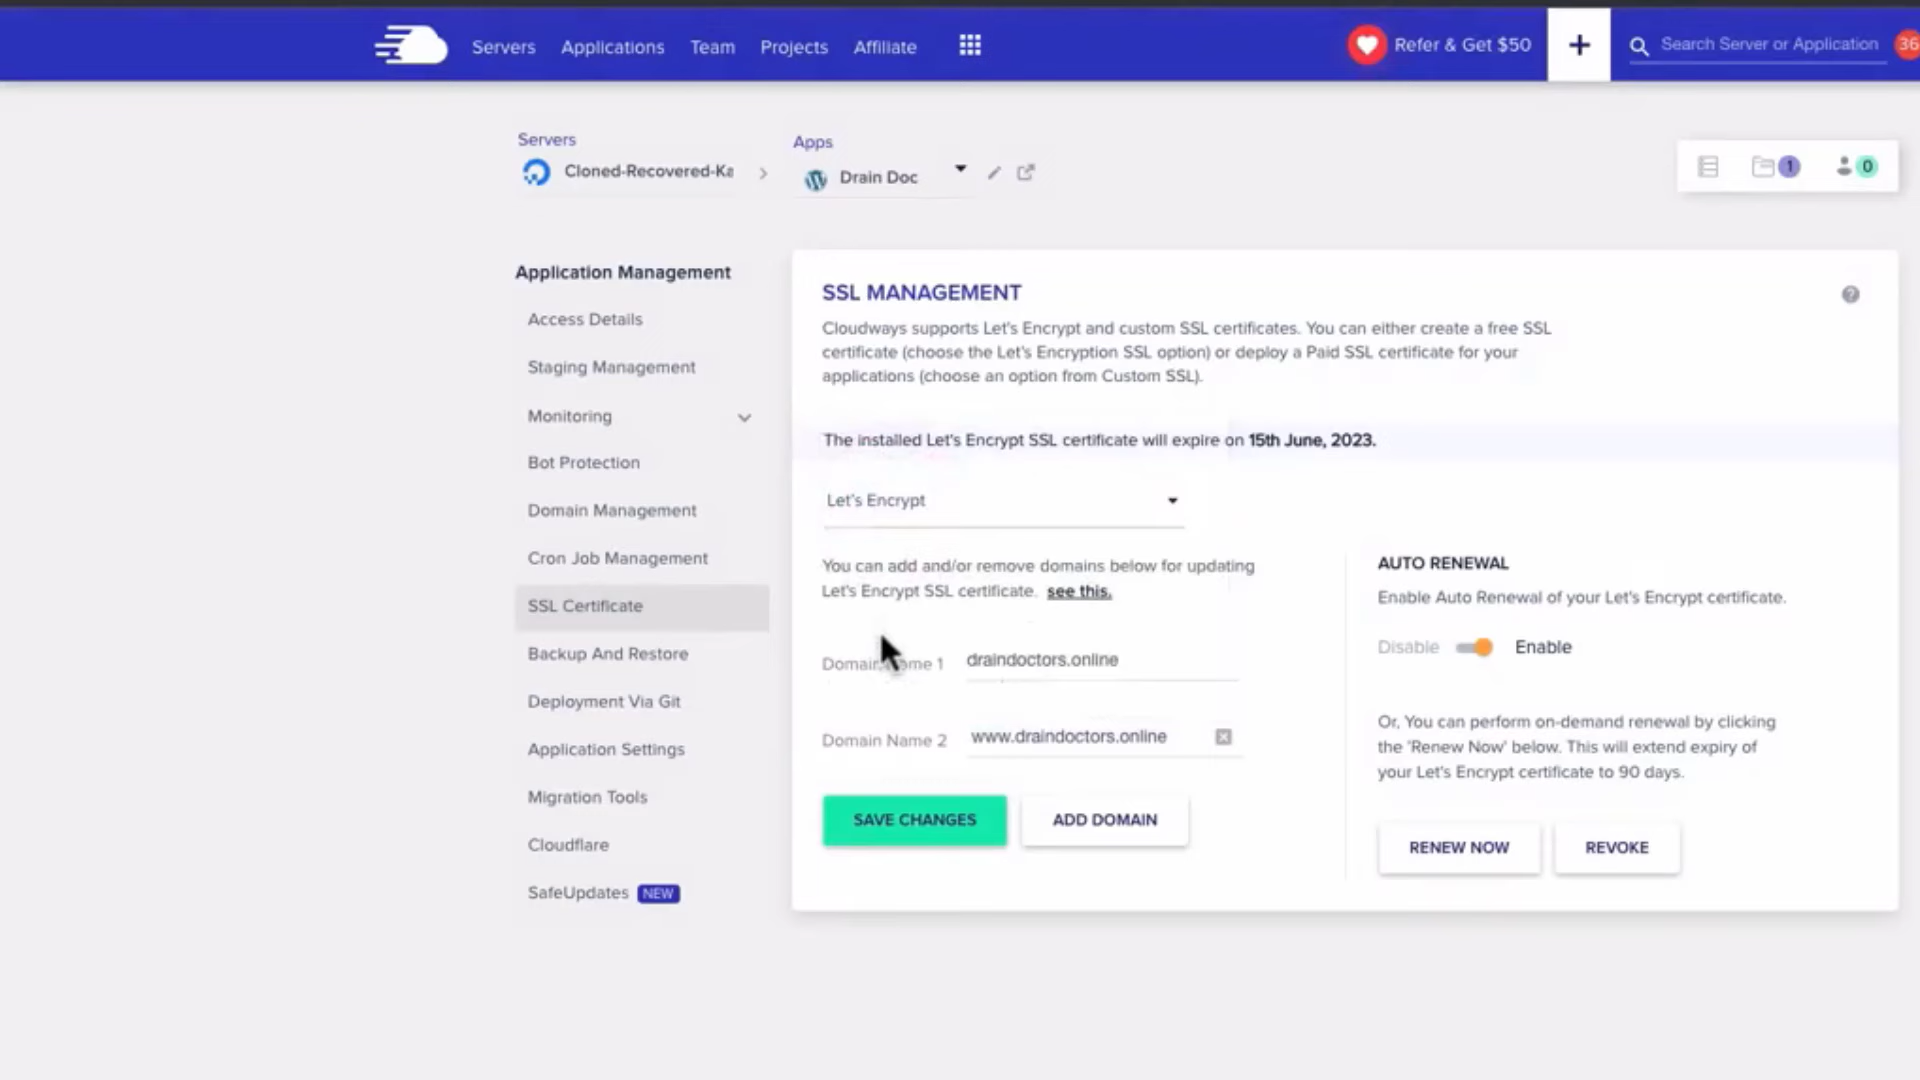 Servers Applications Team Projects Affiliate
Refer & Get $50
+
Search Server or Application
36
Servers
Cloned-Recovered-Ka
Apps
Drain Doc
1
0
Application Management
Access Details
Staging Management
Monitoring
Bot Protection
Domain Management
Cron Job Management
SSL Certificate
Backup And Restore
Deployment Via Git
Application Settings
Migration Tools
Cloudflare
SafeUpdates NEW
SSL MANAGEMENT
?
Cloudways supports Let's Encrypt and custom SSL certificates. You can either create a free SSL
certificate (choose the Let's Encryption SSL option) or deploy a Paid SSL certificate for your
applications (choose an option from Custom SSL).
The installed Let's Encrypt SSL certificate will expire on 15th June, 2023.
Let's Encrypt
You can add and/or remove domains below for updating
Let's Encrypt SSL certificate. see this.
Domain Name 1 draindoctors.online
Domain Name 2 www.draindoctors.online
SAVE CHANGES
ADD DOMAIN
AUTO RENEWAL
Enable Auto Renewal of your Let's Encrypt certificate.
Disable Enable
Or, You can perform on-demand renewal by clicking
the 'Renew Now' below. This will extend expiry of
your Let's Encrypt certificate to 90 days.
RENEW NOW
REVOKE